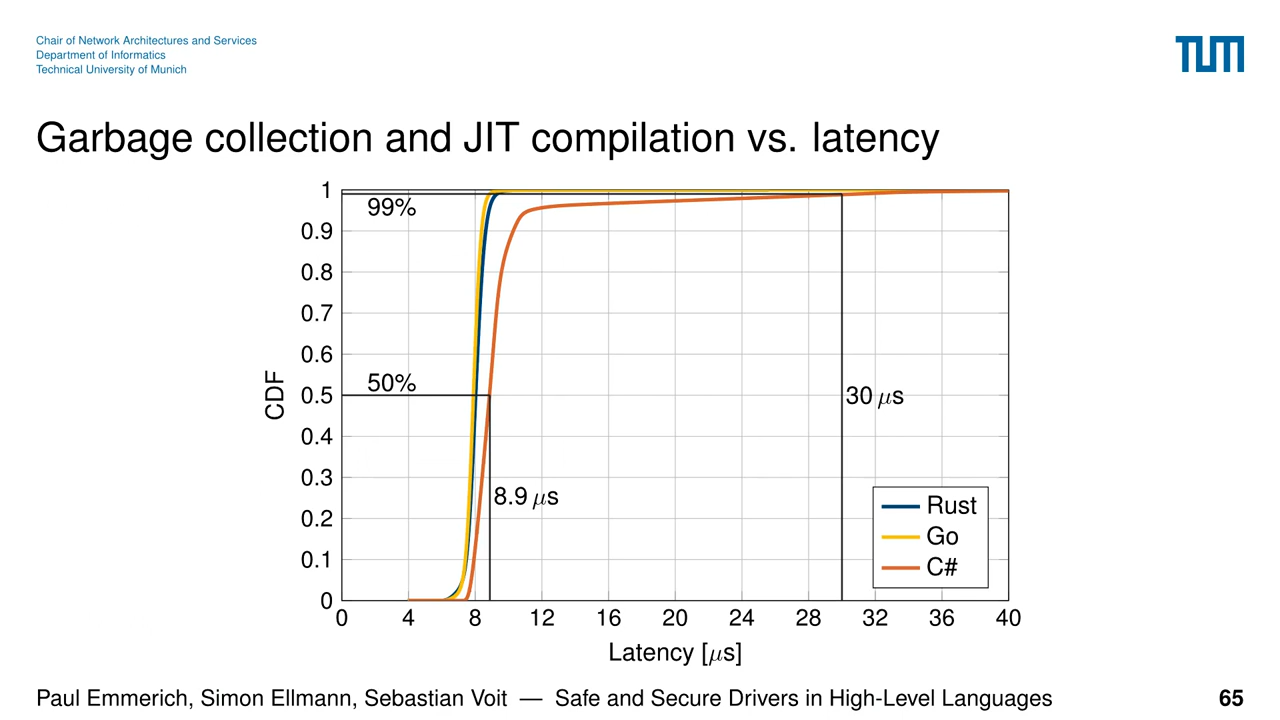 Chair of Network Architectures and Services
Department of Informatics
Technical University of Munich
TUM
Garbage collection and JIT compilation vs. latency
1
99%
0.9
0.8
0.7
0.6
50%
0.5
0.4
0.3
0.2
0.1
0
CDF
30 µs
8.9 µs
Rust
Go
C#
0 4 8 12 16 20 24 28 32 36 40
Latency [µs]
Paul Emmerich, Simon Ellmann, Sebastian Voit — Safe and Secure Drivers in High-Level Languages 65